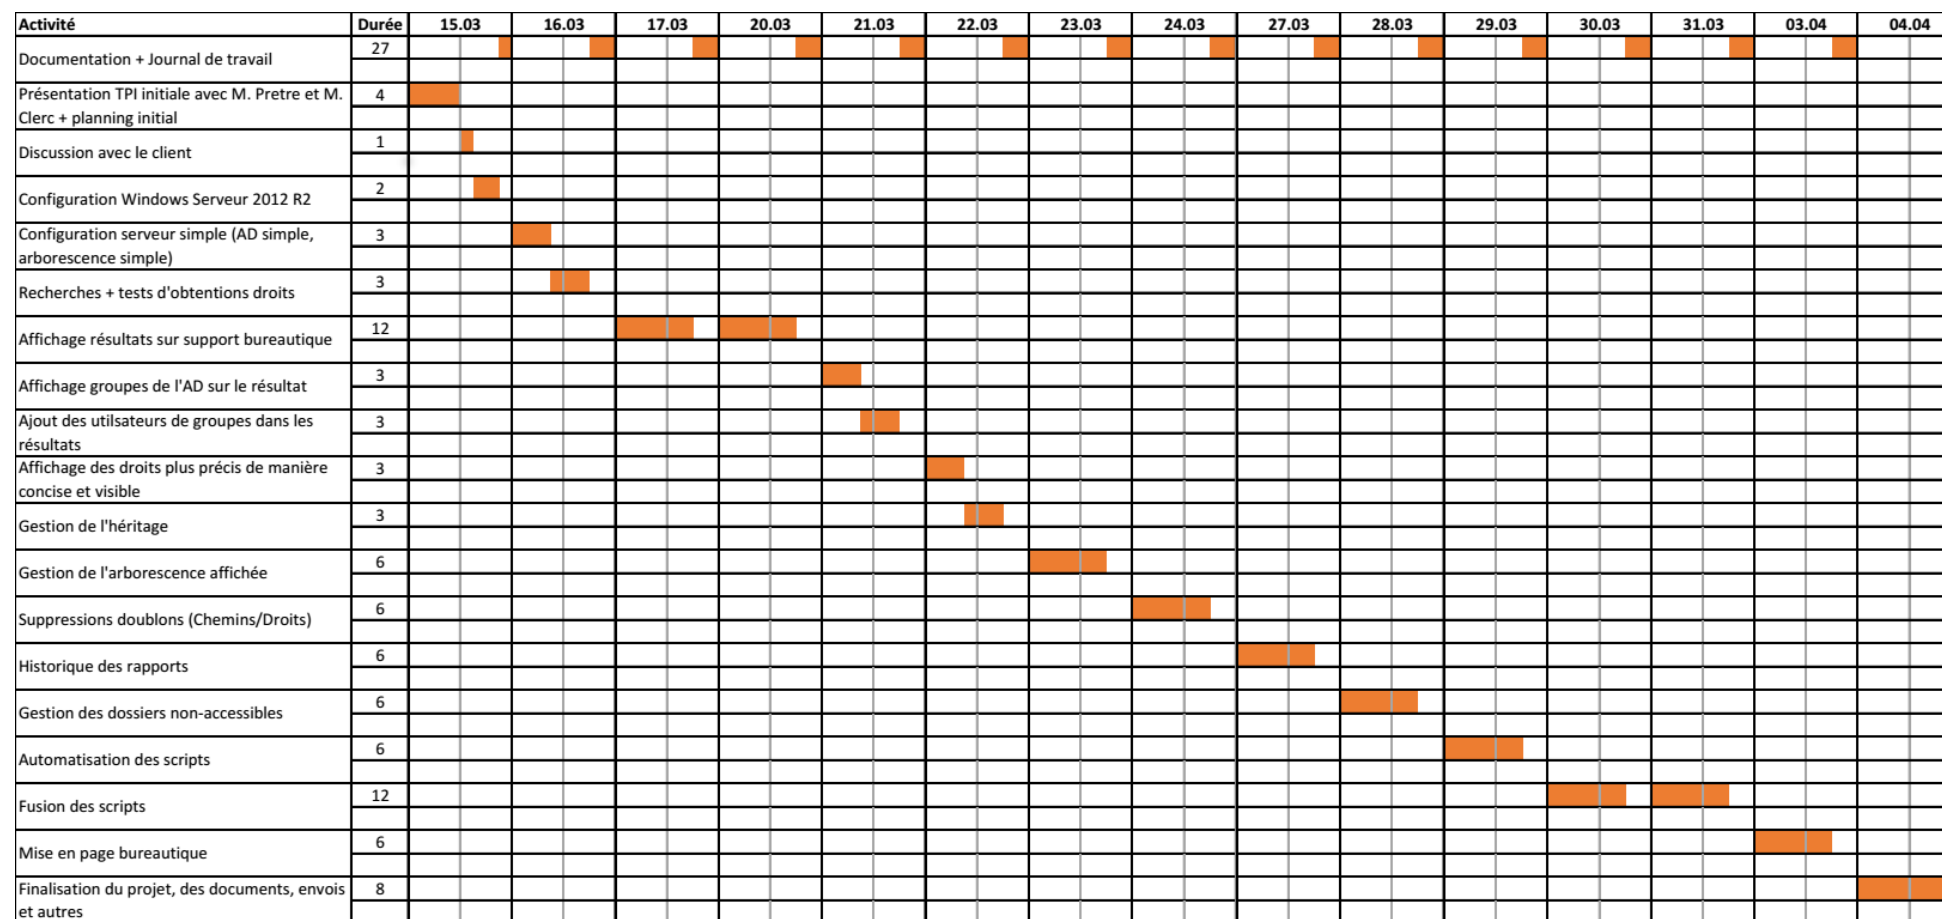 Activité Durée 15.03 16.03 17.03 20.03 21.03 22.03 23.03 24.03 27.03 28.03 29.03 30.03 31.03 03.04 04.04
Documentation + Journal de travail 27
Présentation TPI initiale avec M. Pretre et M. 4
Clerc + planning initial
Discussion avec le client 1
Configuration Windows Serveur 2012 R2 2
Configuration serveur simple (AD simple, 3
arborescence simple)
Recherches + tests d'obtentions droits 3
Affichage résultats sur support bureautique 12
Affichage groupes de l'AD sur le résultat 3
Ajout des utilsateurs de groupes dans les 3
résultats
Affichage des droits plus précis de manière 3
concise et visible
Gestion de l'héritage 3
Gestion de l'arborescence affichée 6
Suppressions doublons (Chemins/Droits) 6
Historique des rapports 6
Gestion des dossiers non-accessibles 6
Automatisation des scripts 6
Fusion des scripts 12
Mise en page bureautique 6
Finalisation du projet, des documents, envois 8
et autres